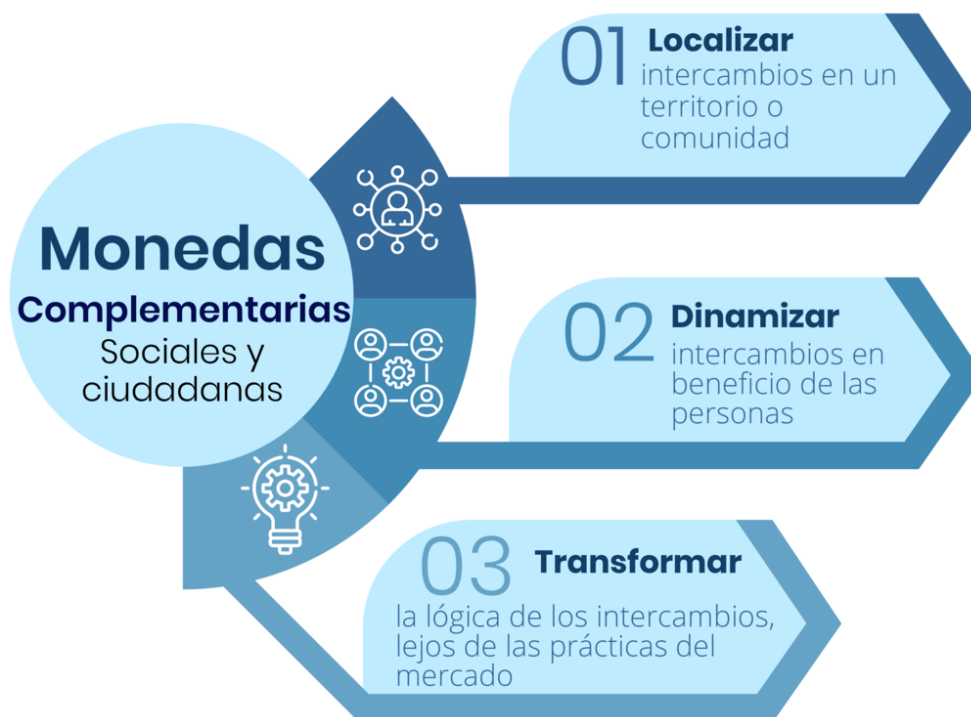 Monedas
Complementarias
Sociales y
ciudadanas
01 Localizar
intercambios en un
territorio o
comunidad
02 Dinamizar
intercambios en
beneficio de las
personas
03 Transformar
la lógica de los intercambios,
lejos de las prácticas del
mercado